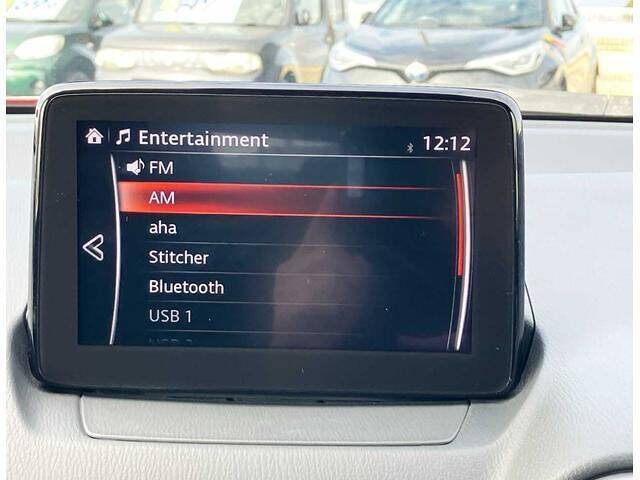 Entertainment
12:12
FM
AM
aha
Stitcher
Bluetooth
USB 1